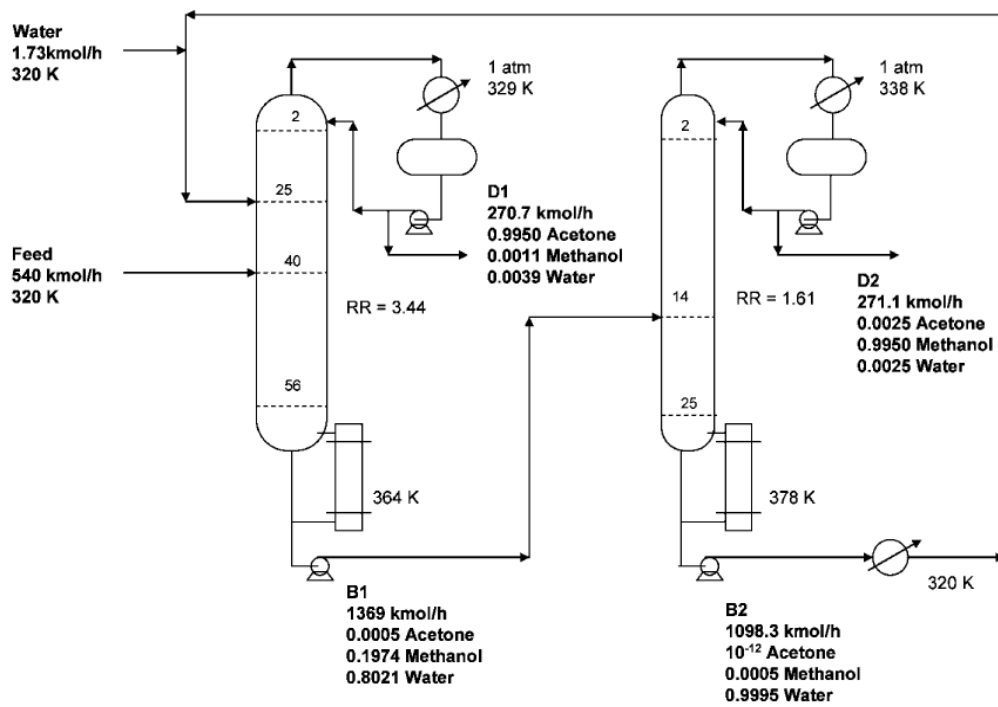 Water
1.73kmol/h
320 K
Feed
540 kmol/h
320 K
2
25
40
56
1 atm
329 K
D1
270.7 kmol/h
0.9950 Acetone
0.0011 Methanol
0.0039 Water
RR = 3.44
364 K
B1
1369 kmol/h
0.0005 Acetone
0.1974 Methanol
0.8021 Water
2
14
25
1 atm
338 K
RR = 1.61
D2
271.1 kmol/h
0.0025 Acetone
0.9950 Methanol
0.0025 Water
378 K
320 K
B2
1098.3 kmol/h
10⁻¹² Acetone
0.0005 Methanol
0.9995 Water